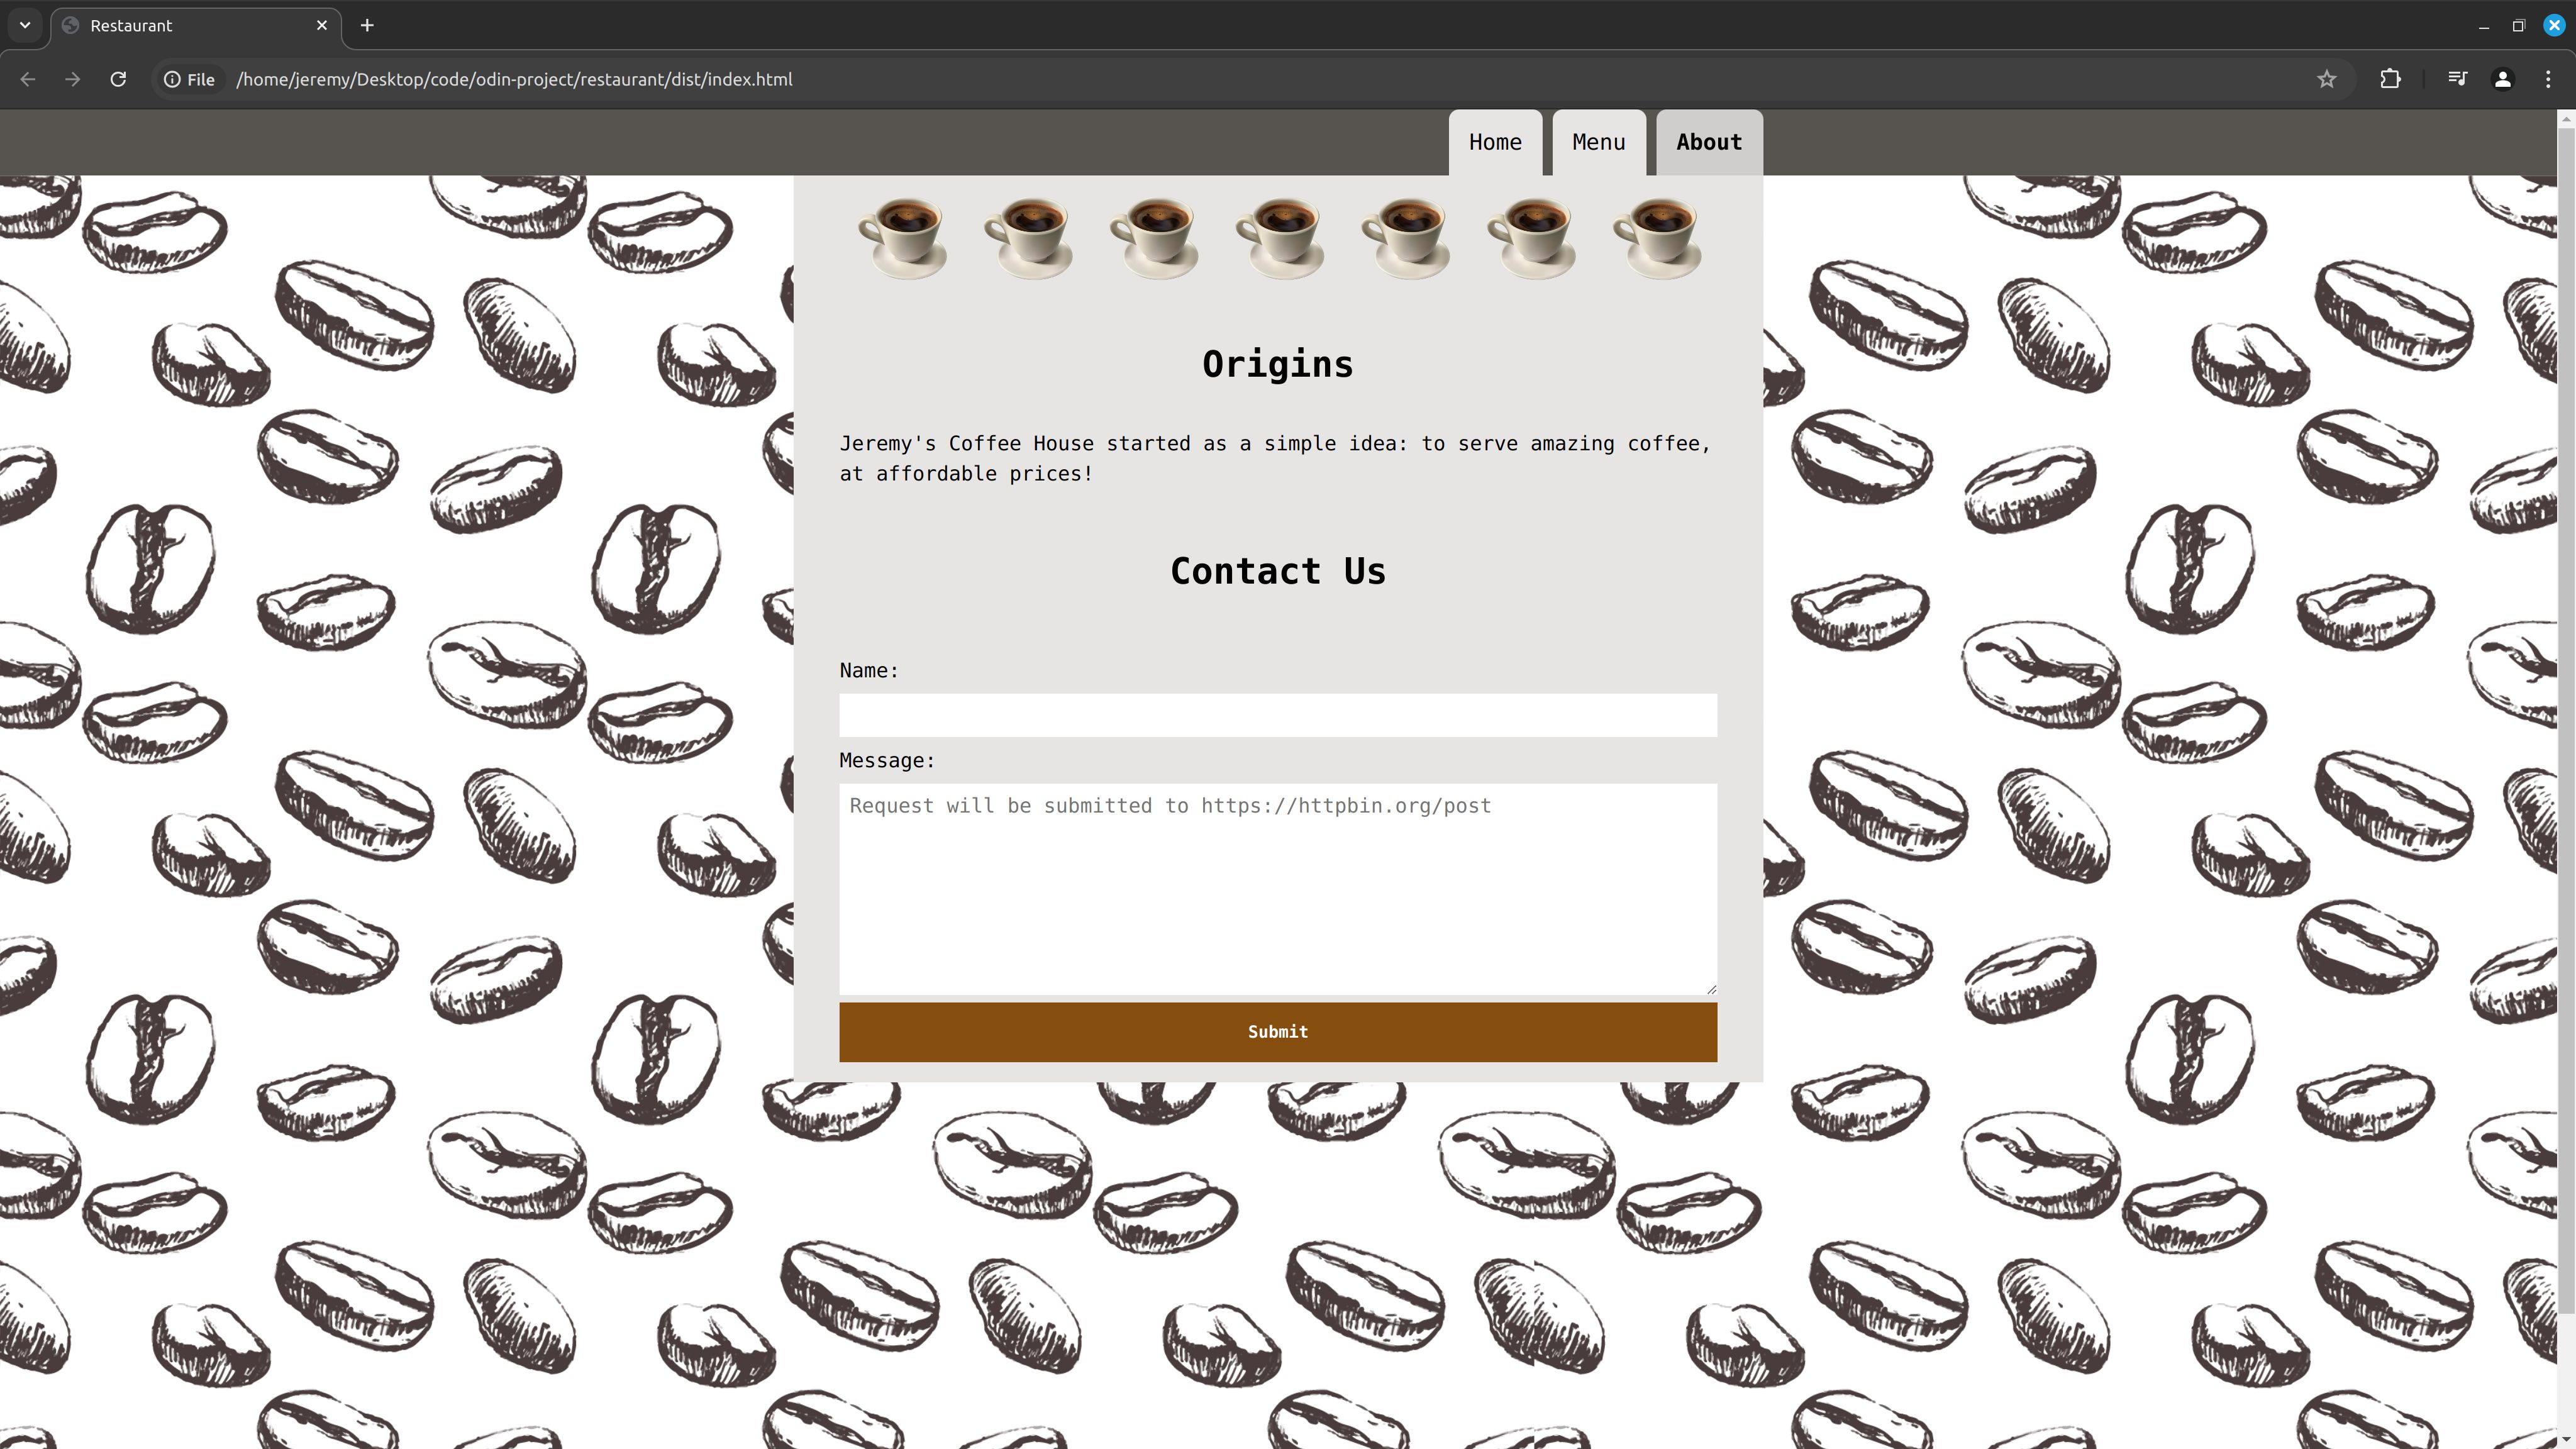 Restaurant
File /home/jeremy/Desktop/code/odin-project/restaurant/dist/index.html
Home Menu About
Origins
Jeremy's Coffee House started as a simple idea: to serve amazing coffee,
at affordable prices!
Contact Us
Name:
Message:
Request will be submitted to https://httpbin.org/post
Submit